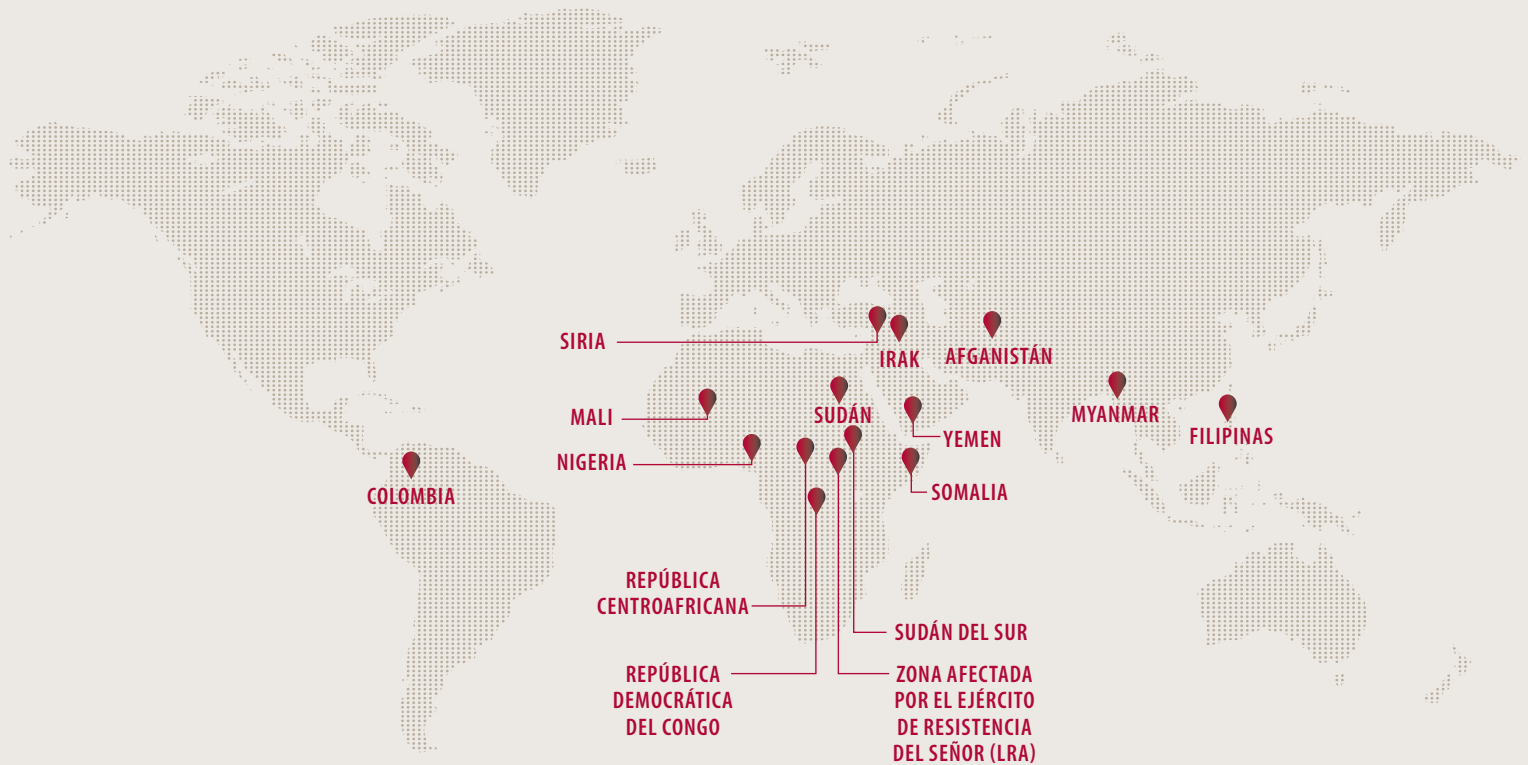 SIRIA
IRAK
AFGANISTÁN
MALI
SUDÁN
MYANMAR
YEMEN
FILIPINAS
NIGERIA
COLOMBIA
SOMALIA
REPÚBLICA
CENTROAFRICANA
SUDÁN DEL SUR
REPÚBLICA
DEMOCRÁTICA
DEL CONGO
ZONA AFECTADA
POR EL EJÉRCITO
DE RESISTENCIA
DEL SEÑOR (LRA)